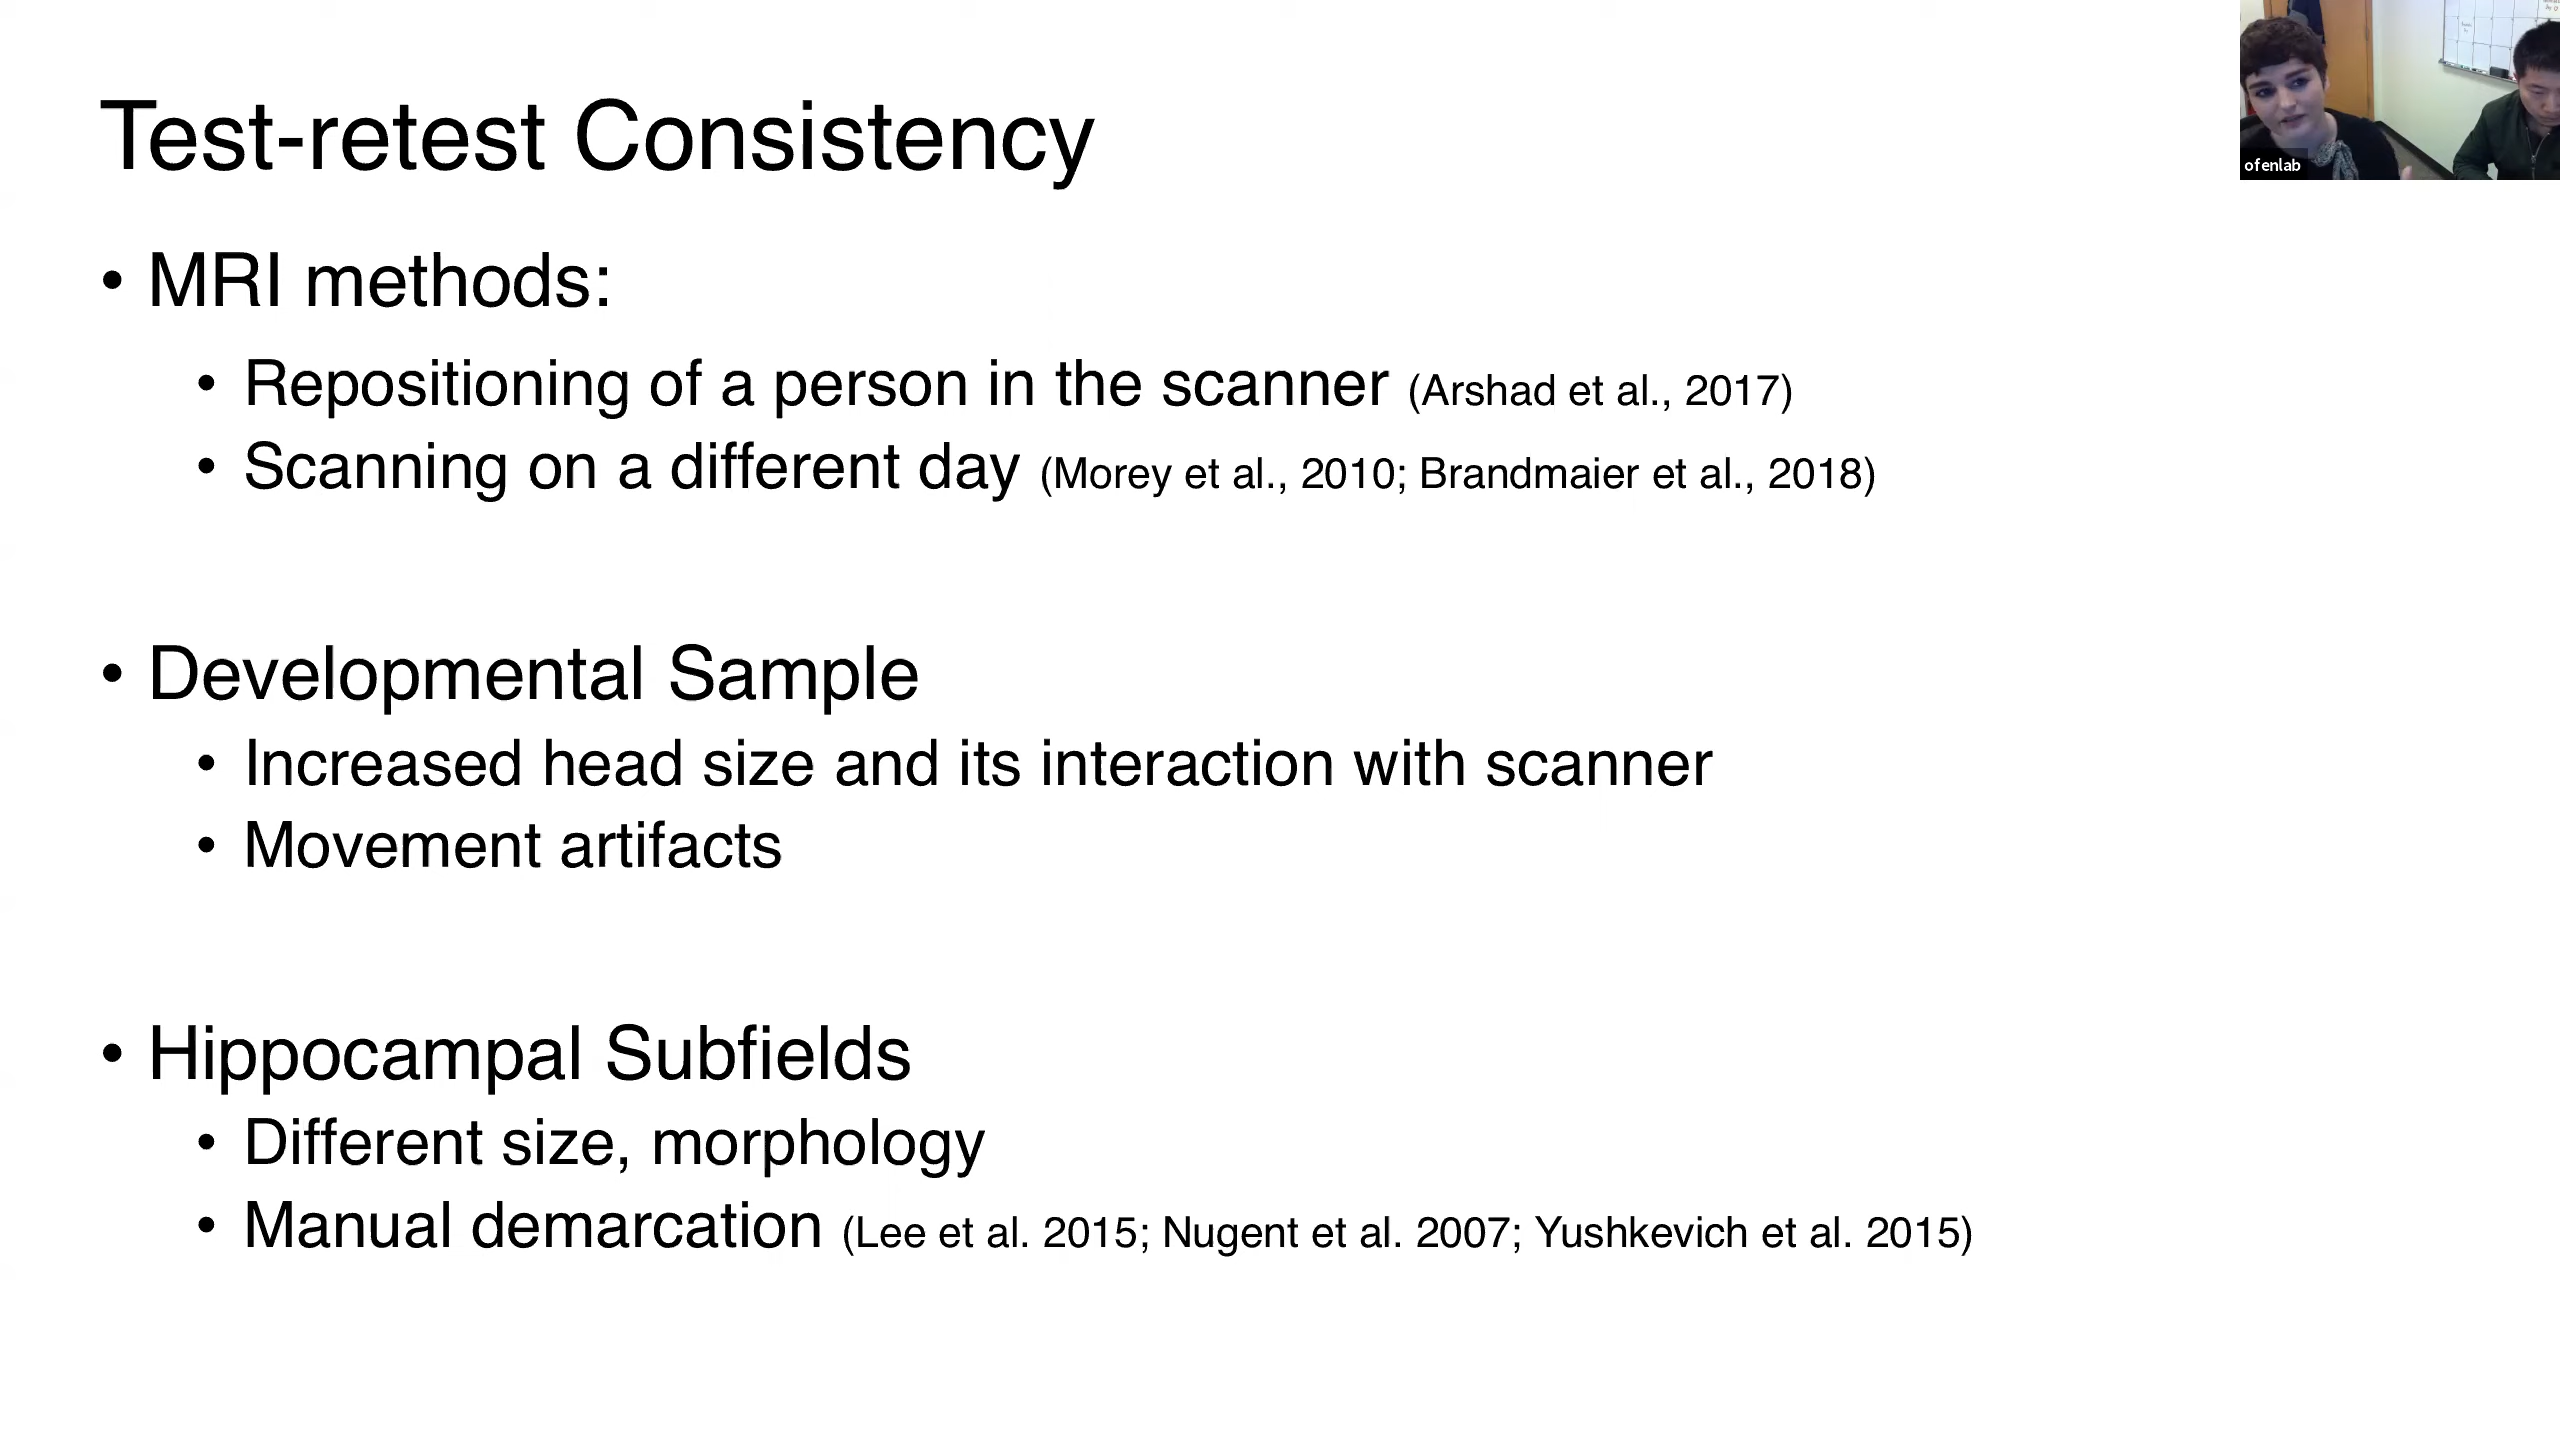 Test-retest Consistency
• MRI methods:
• Repositioning of a person in the scanner (Arshad et al., 2017)
• Scanning on a different day (Morey et al., 2010; Brandmaier et al., 2018)
• Developmental Sample
• Increased head size and its interaction with scanner
• Movement artifacts
• Hippocampal Subfields
• Different size, morphology
• Manual demarcation (Lee et al. 2015; Nugent et al. 2007; Yushkevich et al. 2015)
ofenlab